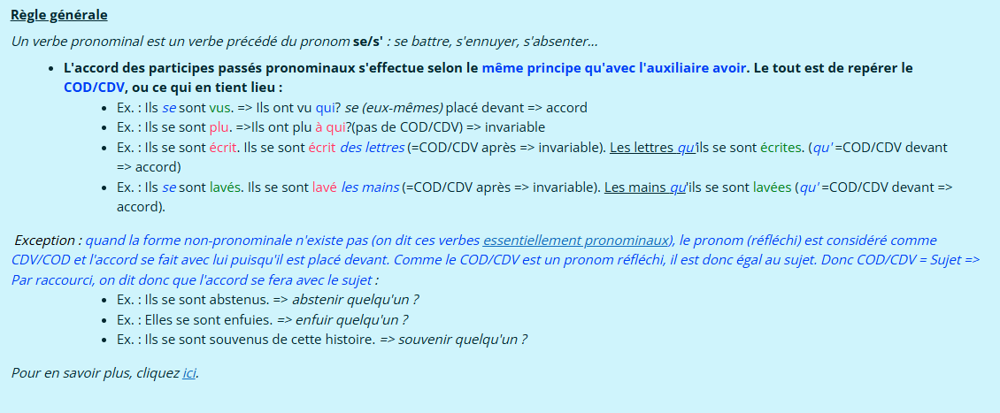 Règle générale
Un verbe pronominal est un verbe précédé du pronom se/s' : se battre, s'ennuyer, s'absenter...
• L'accord des participes passés pronominaux s'effectue selon le même principe qu'avec l'auxiliaire avoir. Le tout est de repérer le
COD/CDV, ou ce qui en tient lieu :
• Ex. : Ils se sont vus. => Ils ont vu qui? se (eux-mêmes) placé devant => accord
• Ex. : Ils se sont plu. =>Ils ont plu à qui?(pas de COD/CDV) => invariable
• Ex. : Ils se sont écrit. Ils se sont écrit des lettres (=COD/CDV après => invariable). Les lettres qu'ils se sont écrites. (qu' =COD/CDV devant
=> accord)
• Ex. : Ils se sont lavés. Ils se sont lavé les mains (=COD/CDV après => invariable). Les mains qu'ils se sont lavées (qu' =COD/CDV devant =>
accord).
Exception : quand la forme non-pronominale n'existe pas (on dit ces verbes essentiellement pronominaux), le pronom (réfléchi) est considéré comme
CDV/COD et l'accord se fait avec lui puisqu'il est placé devant. Comme le COD/CDV est un pronom réfléchi, il est donc égal au sujet. Donc COD/CDV = Sujet =>
Par raccourci, on dit donc que l'accord se fera avec le sujet :
• Ex. : Ils se sont abstenus. => abstenir quelqu'un ?
• Ex. : Elles se sont enfuies. => enfuir quelqu'un ?
• Ex. : Ils se sont souvenus de cette histoire. => souvenir quelqu'un ?
Pour en savoir plus, cliquez ici.